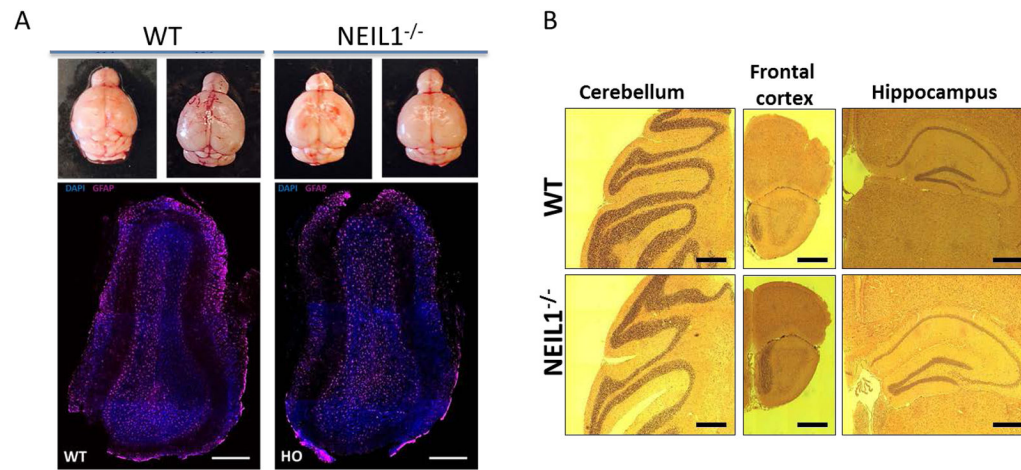 A
WT
NEIL1-/-
DAPI GFAP
DAPI GFAP
WT
HO
B
Cerebellum
Frontal
cortex
Hippocampus
WT
NEIL1-/-